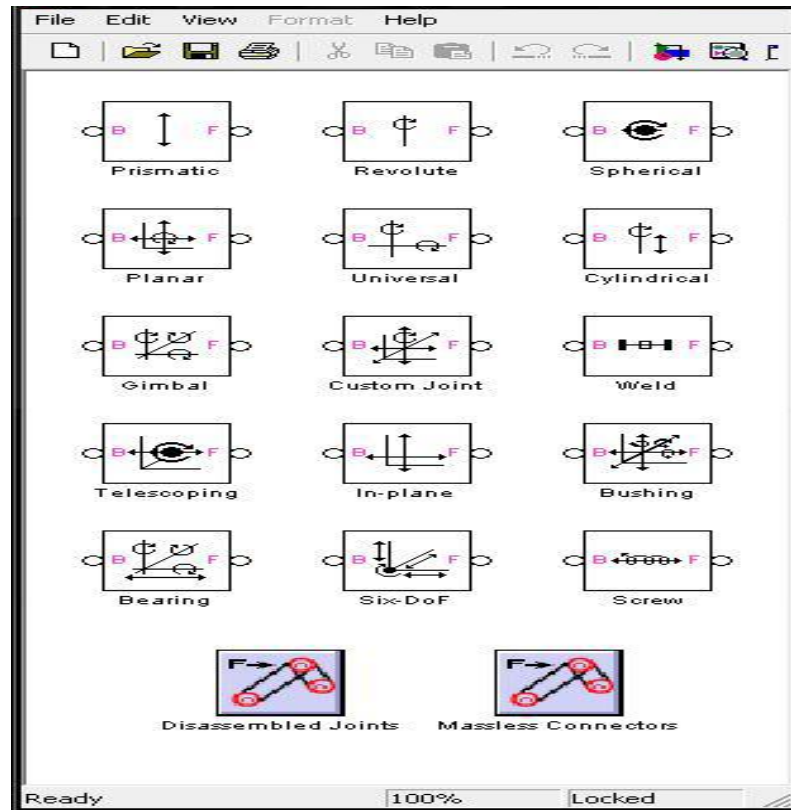 File Edit View Format Help
B F B F B F
Prismatic Revolute Spherical
B F B F B F
Planar Universal Cylindrical
B F B F B F
Gimbal Custom Joint Weld
B F B F B F
Telescoping In-plane Bushing
B F B F B F
Bearing Six-DoF Screw
F F
Disassembled Joints Massless Connectors
Ready 100% Locked